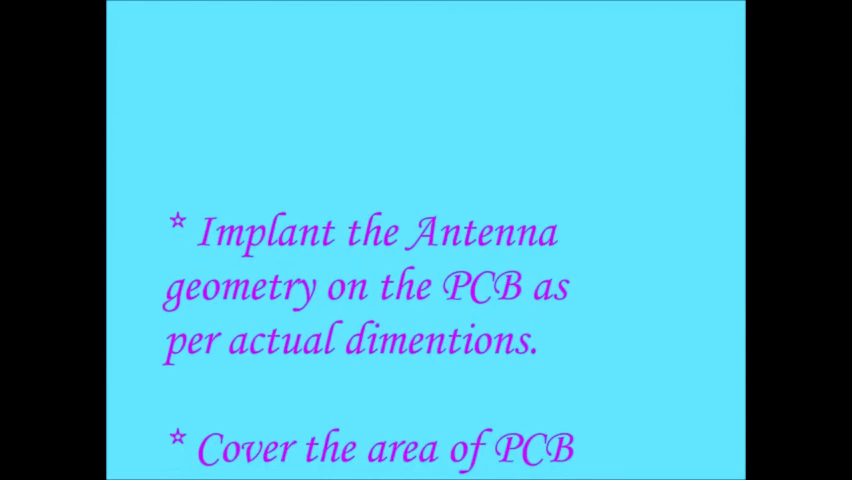 * Implant the Antenna
geometry on the PCB as
per actual dimentions.
* Cover the area of PCB